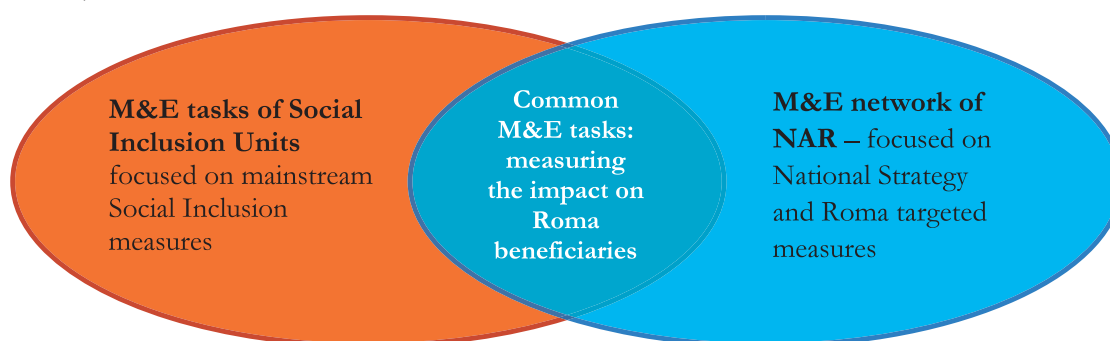 M&E tasks of Social
Inclusion Units
focused on mainstream
Social Inclusion
measures
Common
M&E tasks:
measuring
the impact on
Roma
beneficiaries
M&E network of
NAR – focused on
National Strategy
and Roma targeted
measures